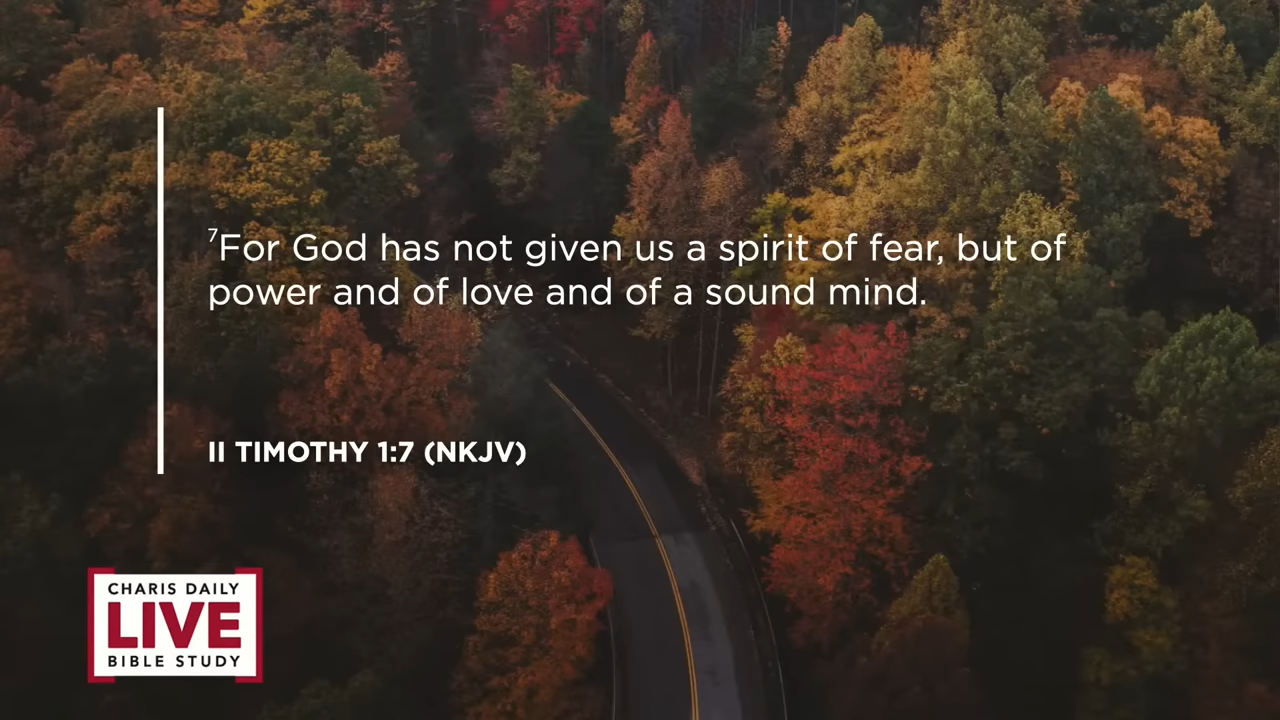 ⁷For God has not given us a spirit of fear, but of
power and of love and of a sound mind.
II TIMOTHY 1:7 (NKJV)
CHARIS DAILY
LIVE
BIBLE STUDY